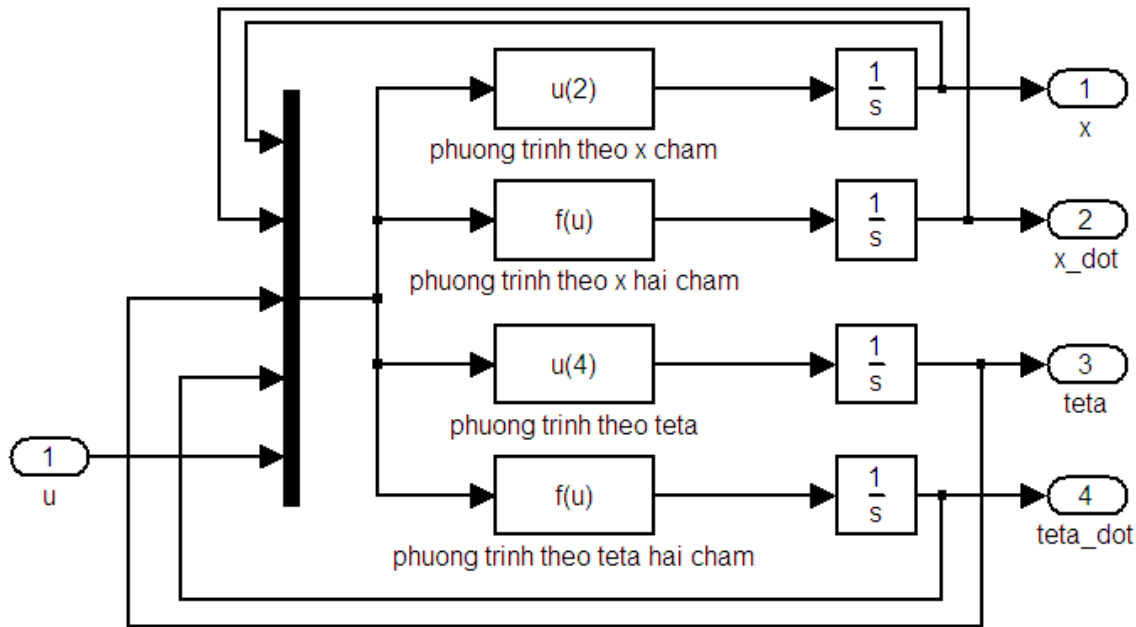 u(2)
1
s
1
x
phuong trinh theo x cham
f(u)
1
s
2
x_dot
phuong trinh theo x hai cham
u(4)
1
s
3
teta
phuong trinh theo teta
1
u
f(u)
1
s
4
teta_dot
phuong trinh theo teta hai cham